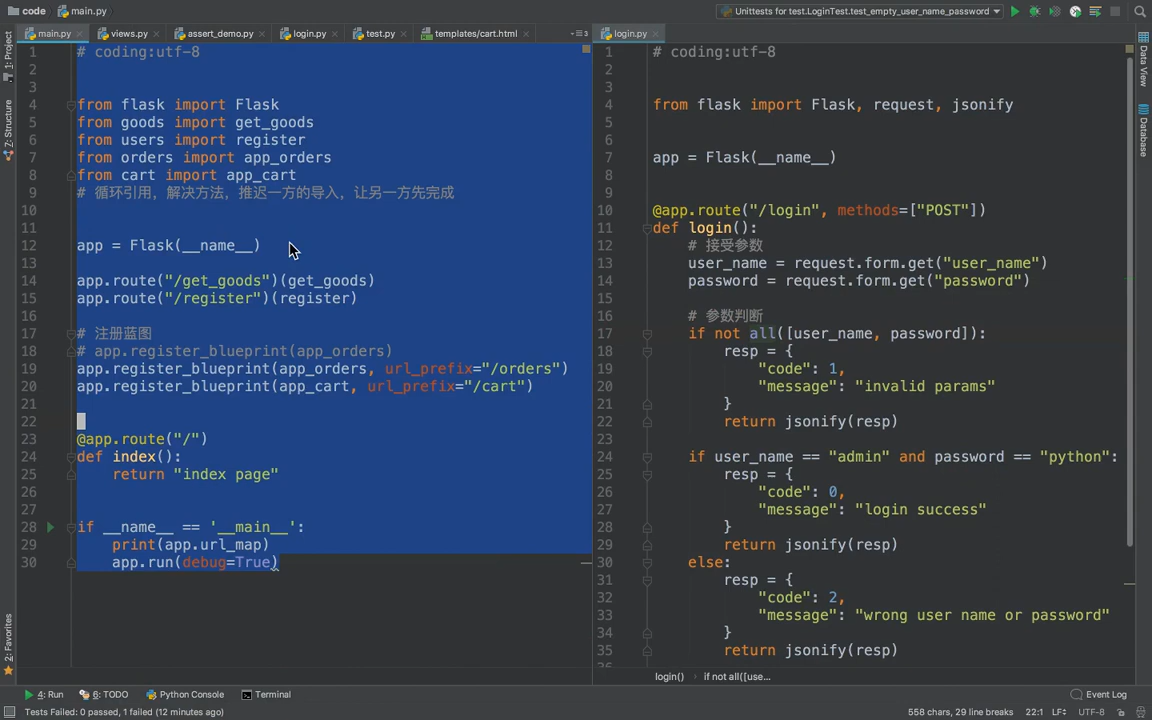 code
main.py
Unittests for test.LoginTest.test_empty_user_name_password
main.py
views.py
assert_demo.py
login.py
test.py
templates/cart.html
3
login.py
1: Project
Z: Structure
2: Favorites
Data View
Database
1 # coding:utf-8
2
3
4 from flask import Flask
5 from goods import get_goods
6 from users import register
7 from orders import app_orders
8 from cart import app_cart
9 # 循环引用，解决方法，推迟一方的导入，让另一方先完成
10
11
12 app = Flask(__name__)
13
14 app.route("/get_goods")(get_goods)
15 app.route("/register")(register)
16
17 # 注册蓝图
18 # app.register_blueprint(app_orders)
19 app.register_blueprint(app_orders, url_prefix="/orders")
20 app.register_blueprint(app_cart, url_prefix="/cart")
21
22
23 @app.route("/")
24 def index():
25 return "index page"
26
27
28 if __name__ == '__main__':
29 print(app.url_map)
30 app.run(debug=True)
1 # coding:utf-8
2
3
4 from flask import Flask, request, jsonify
5
6
7 app = Flask(__name__)
8
9
10 @app.route("/login", methods=["POST"])
11 def login():
12 # 接受参数
13 user_name = request.form.get("user_name")
14 password = request.form.get("password")
15
16 # 参数判断
17 if not all([user_name, password]):
18 resp = {
19 "code": 1,
20 "message": "invalid params"
21 }
22 return jsonify(resp)
23
24 if user_name == "admin" and password == "python":
25 resp = {
26 "code": 0,
27 "message": "login success"
28 }
29 return jsonify(resp)
30 else:
31 resp = {
32 "code": 2,
33 "message": "wrong user name or password"
34 }
35 return jsonify(resp)
login() › if not all([use...
4: Run
6: TODO
Python Console
Terminal
Event Log
Tests Failed: 0 passed, 1 failed (12 minutes ago)
558 chars, 29 line breaks
22:1
LF
UTF-8